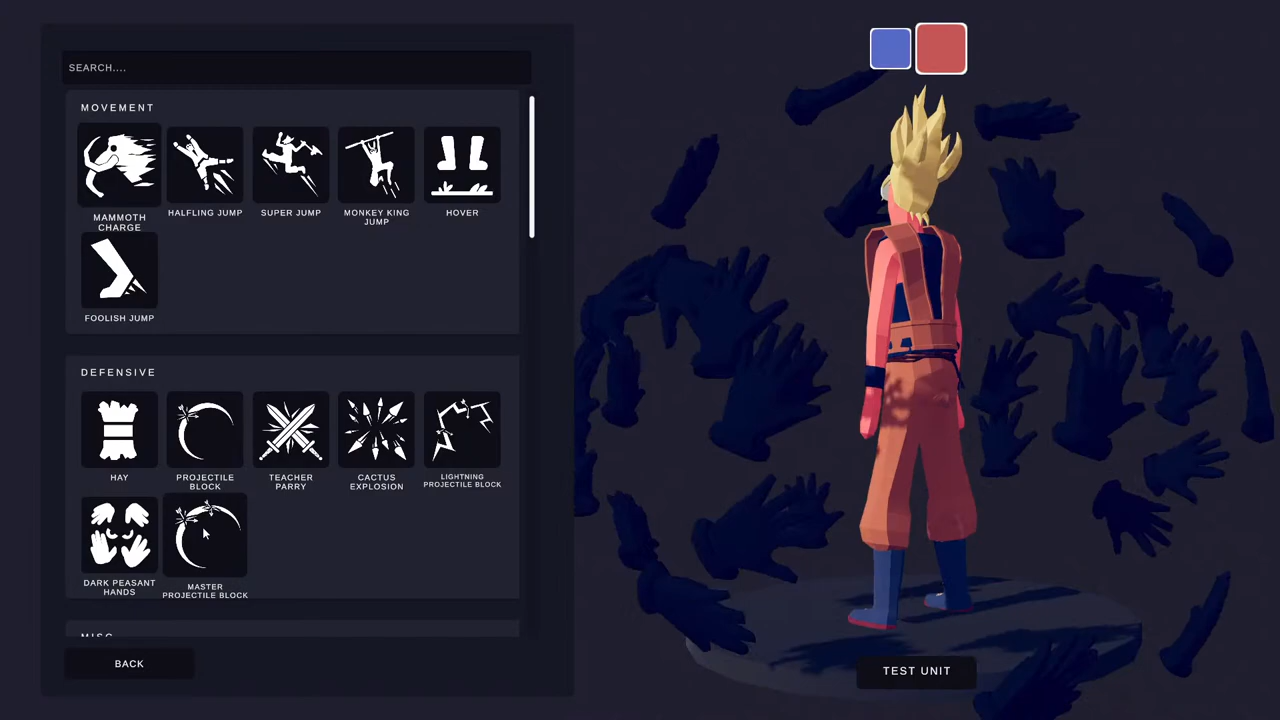 SEARCH....
MOVEMENT
MAMMOTH
CHARGE
HALFLING JUMP
SUPER JUMP
MONKEY KING
JUMP
HOVER
FOOLISH JUMP
DEFENSIVE
HAY
PROJECTILE
BLOCK
TEACHER
PARRY
CACTUS
EXPLOSION
LIGHTNING
PROJECTILE BLOCK
DARK PEASANT
HANDS
MASTER
PROJECTILE BLOCK
MISC
BACK
TEST UNIT